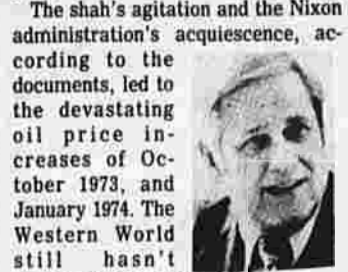 The shah's agitation and the Nixon
administration's acquiescence, ac-
cording to the
documents, led to
the devastating
oil price in-
creases of Oc-
tober 1973, and
January 1974. The
Western World
still hasn't